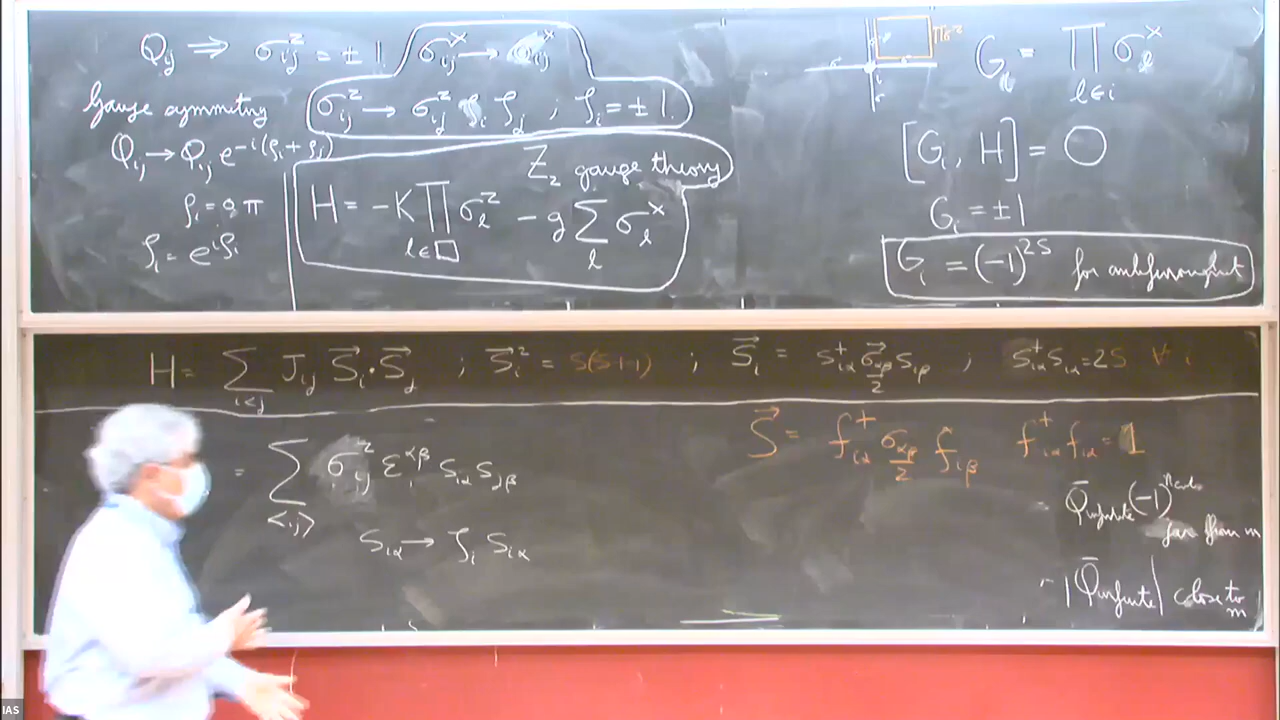 Q_ij ⇒ σ^z_ij = ±1 σ^x_ij → σ^x_ij
Gauge symmetry σ^z_ij → σ^z_ij ζ_i ζ_j ; ζ_i = ±1
Q_ij → Q_ij e^{-i(ρ_i + ρ_j)}
ρ_i = 0 π
ζ_i = e^{iρ_i}
Z_2 gauge theory
H = -K ∏_{l∈□} σ^z_l - g ∑_l σ^x_l
G_i = ∏_{l∈i} σ^x_l
[G_i, H] = 0
G_i = ±1
G_i = (-1)^{2S} for antiferromagnet
H = ∑_{i<j} J_ij S⃗_i · S⃗_j ; S⃗_i^2 = S(S+1) ; S⃗_i = s^†_{iα} σ⃗_{αβ}/2 s_{iβ} ; s^†_{iα} s_{iα} = 2S ∀ i
= ∑_{<ij>} σ^z_ij ε^{αβ} s_{iα} s_{jβ}
s_{iα} → ζ_i s_{iα}
S⃗ = f^†_{iα} σ_{αβ}/2 f_{iβ} f^†_{iα} f_{iα} = 1
far from m
close to m
IAS